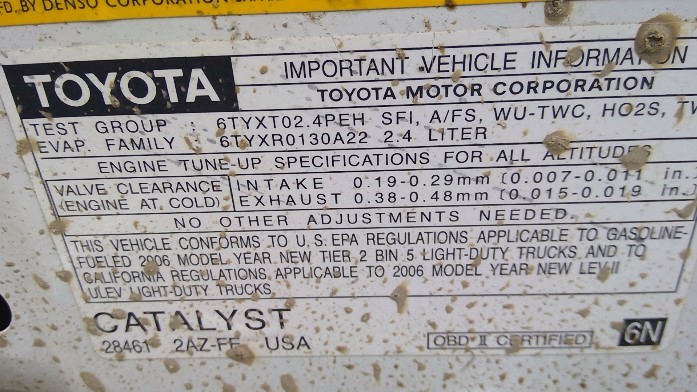 FD. BY DENSO CORPORATION
TOYOTA
IMPORTANT VEHICLE INFORMATION
TOYOTA MOTOR CORPORATION
TEST GROUP : 6TYXT02.4PEH SFI, A/FS, WU-TWC, HO2S, TW
EVAP. FAMILY : 6TYXR0130A22 2.4 LITER
ENGINE TUNE-UP SPECIFICATIONS FOR ALL ALTITUDES
VALVE CLEARANCE INTAKE 0.19-0.29mm (0.007-0.011 in.
(ENGINE AT. COLD) EXHAUST 0.38-0.48mm (0.015-0.019 in.)
NO OTHER ADJUSTMENTS NEEDED.
THIS VEHICLE CONFORMS TO U.S. EPA REGULATIONS APPLICABLE TO GASOLINE-
FUELED 2006 MODEL YEAR NEW TIER 2 BIN 5 LIGHT-DUTY TRUCKS AND TO
CALIFORNIA REGULATIONS APPLICABLE TO 2006 MODEL YEAR NEW LEV-II
ULEV LIGHT-DUTY TRUCKS.
CATALYST
28461 2AZ-FE USA
OBD II CERTIFIED
6N